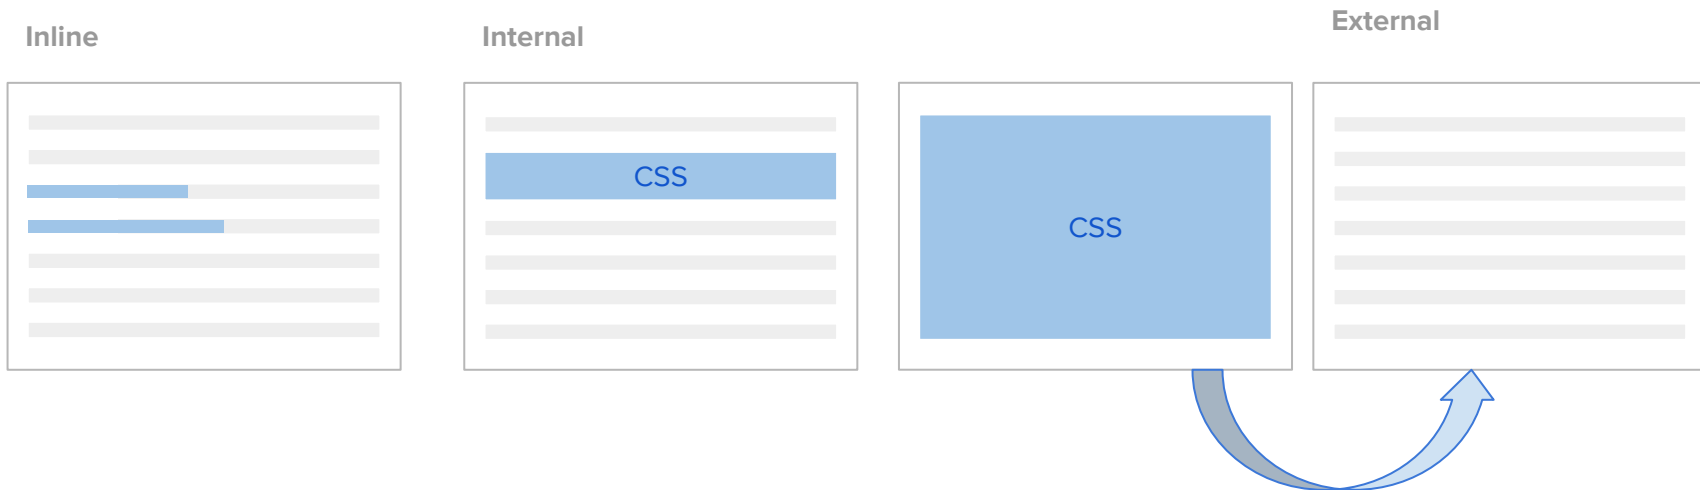 Inline
Internal
External
CSS
CSS